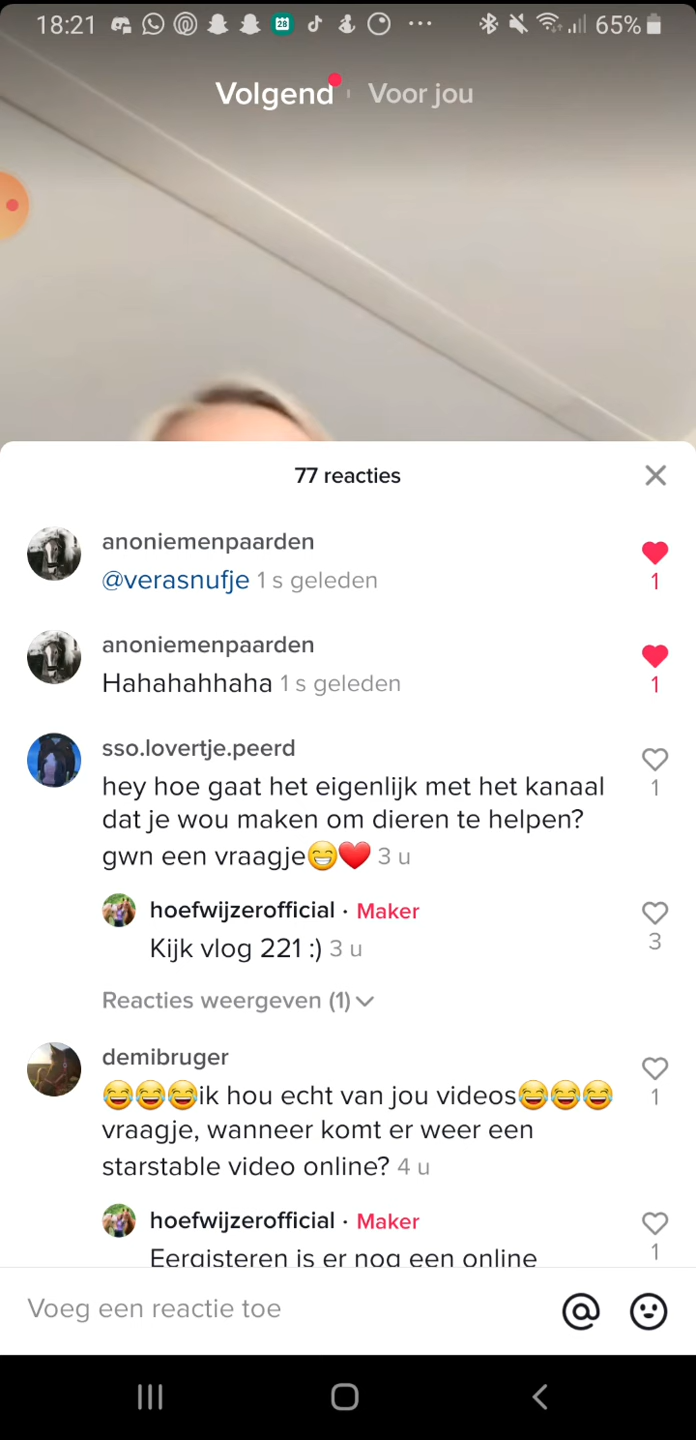 18:21 28 65%
Volgend Voor jou
77 reacties
anoniemenpaarden
@verasnufje 1 s geleden
1
anoniemenpaarden
Hahahahhaha 1 s geleden
1
sso.lovertje.peerd
hey hoe gaat het eigenlijk met het kanaal
dat je wou maken om dieren te helpen?
gwn een vraagje😁❤️ 3 u
1
hoefwijzerofficial · Maker
Kijk vlog 221 :) 3 u
3
Reacties weergeven (1)
demibruger
😂😂😂ik hou echt van jou videos😂😂😂
vraagje, wanneer komt er weer een
starstable video online? 4 u
1
hoefwijzerofficial · Maker
Eergisteren is er nog een online
1
Voeg een reactie toe